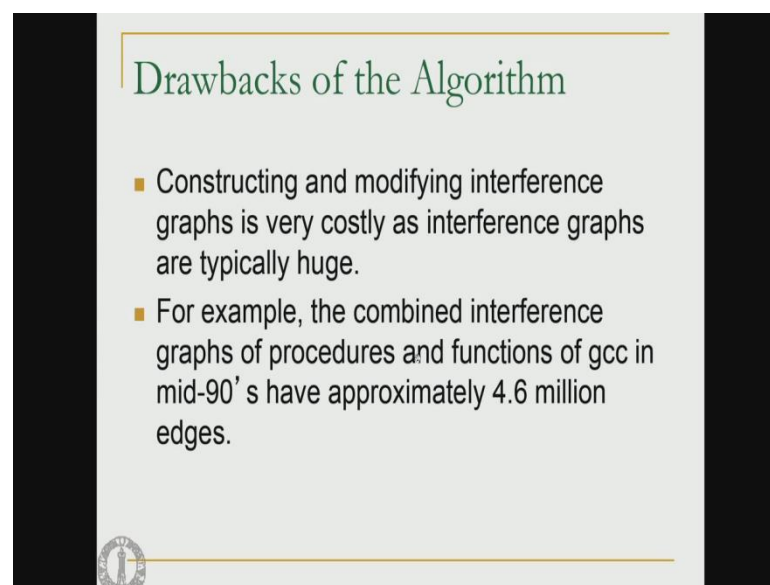 Drawbacks of the Algorithm
Constructing and modifying interference
graphs is very costly as interference graphs
are typically huge.
For example, the combined interference
graphs of procedures and functions of gcc in
mid-90’s have approximately 4.6 million
edges.